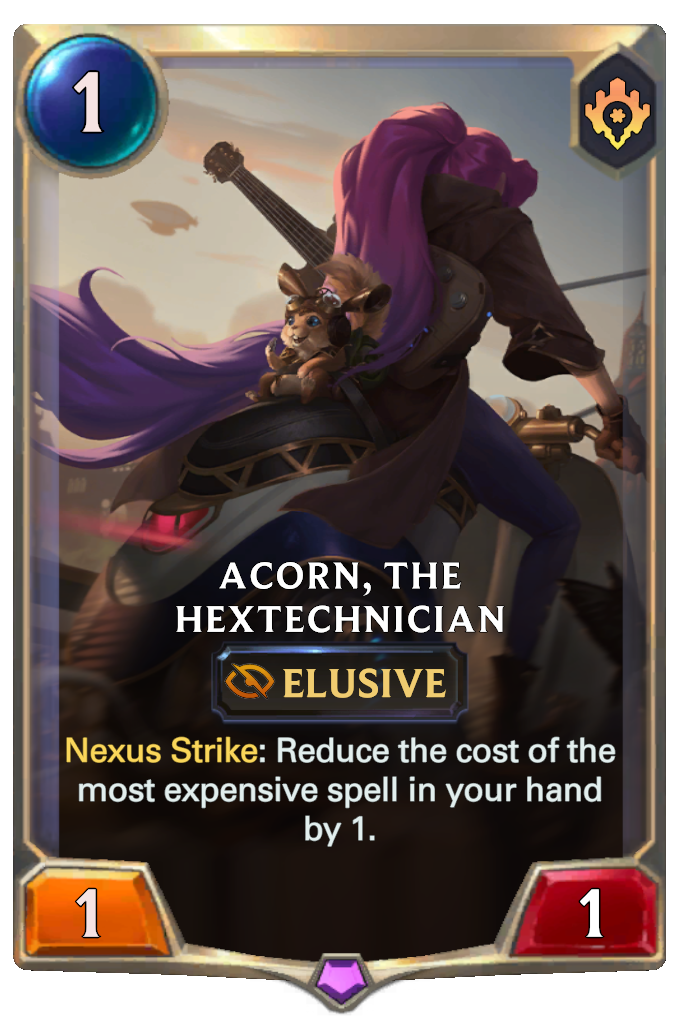 1
ACORN, THE
HEXTECHNICIAN
ELUSIVE
Nexus Strike: Reduce the cost of the
most expensive spell in your hand
by 1.
1
1